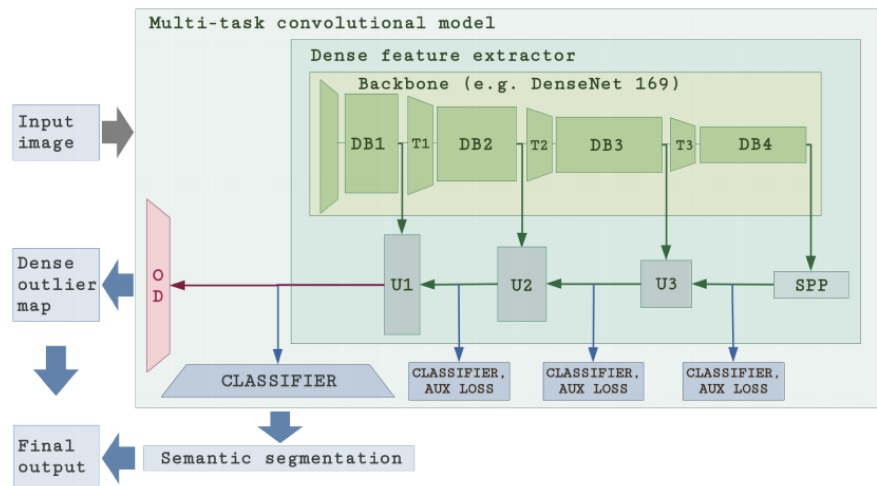 Multi-task convolutional model
Dense feature extractor
Backbone (e.g. DenseNet 169)
Input
image
DB1
T1
DB2
T2
DB3
T3
DB4
Dense
outlier
map
O
D
U1
U2
U3
SPP
CLASSIFIER
CLASSIFIER,
AUX LOSS
CLASSIFIER,
AUX LOSS
CLASSIFIER,
AUX LOSS
Final
output
Semantic segmentation